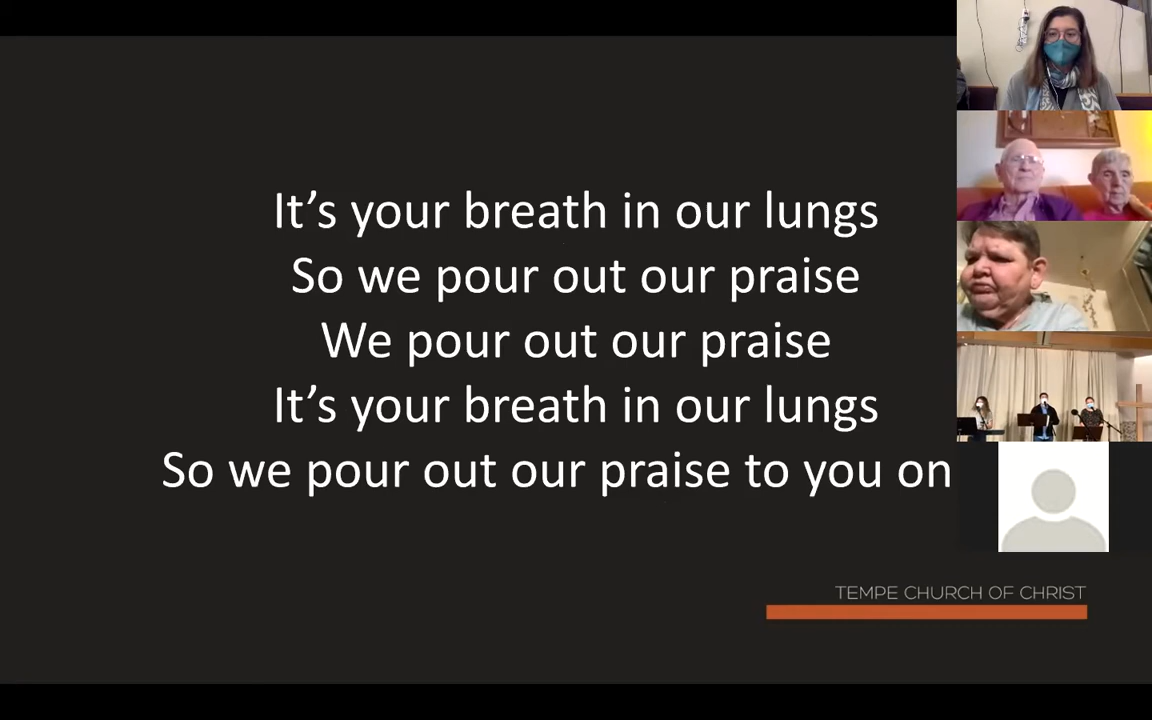 It’s your breath in our lungs
So we pour out our praise
We pour out our praise
It’s your breath in our lungs
So we pour out our praise to you on
TEMPE CHURCH OF CHRIST